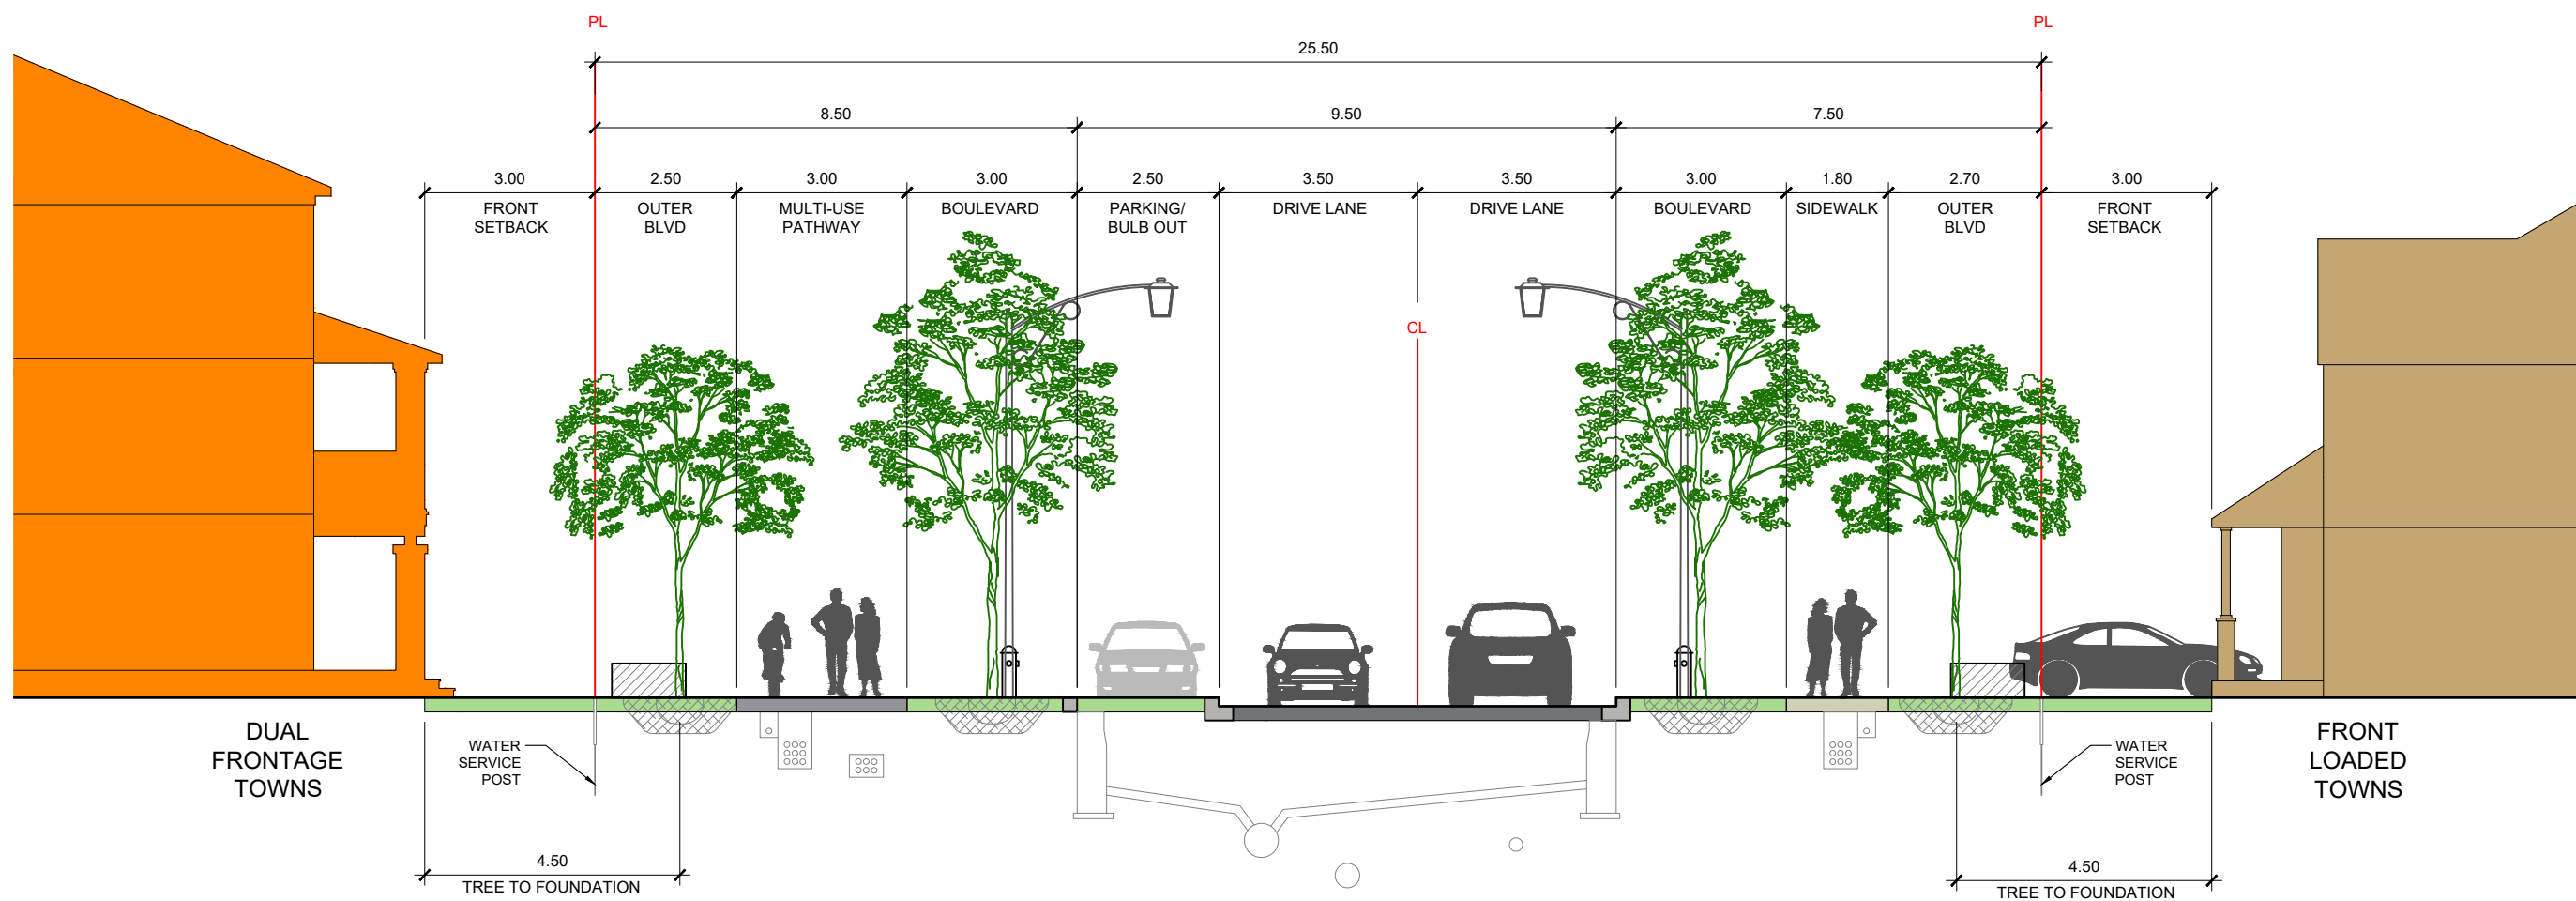 PL
PL
25.50
8.50
9.50
7.50
3.00
2.50
3.00
3.00
2.50
3.50
3.50
3.00
1.80
2.70
3.00
FRONT
SETBACK
OUTER
BLVD
MULTI-USE
PATHWAY
BOULEVARD
PARKING/
BULB OUT
DRIVE LANE
DRIVE LANE
BOULEVARD
SIDEWALK
OUTER
BLVD
FRONT
SETBACK
CL
DUAL
FRONTAGE
TOWNS
WATER
SERVICE
POST
WATER
SERVICE
POST
FRONT
LOADED
TOWNS
4.50
TREE TO FOUNDATION
4.50
TREE TO FOUNDATION